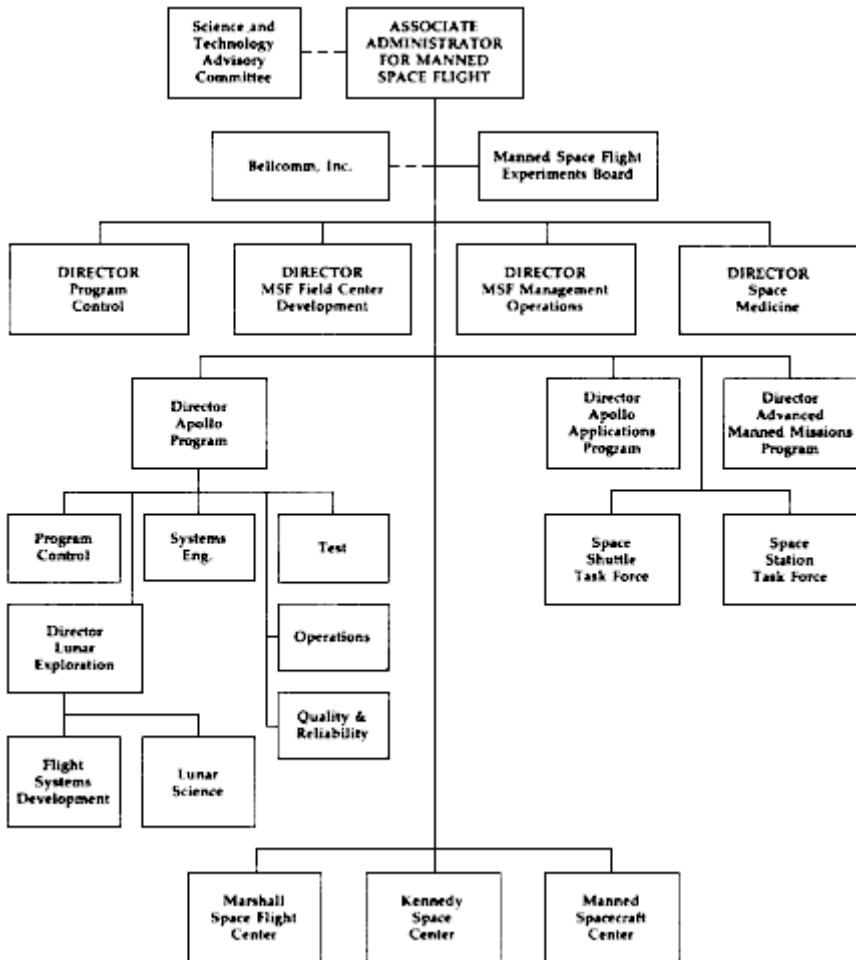 Science and
Technology
Advisory
Committee
ASSOCIATE
ADMINISTRATOR
FOR MANNED
SPACE FLIGHT
Bellcomm, Inc.
Manned Space Flight
Experiments Board
DIRECTOR
Program
Control
DIRECTOR
MSF Field Center
Development
DIRECTOR
MSF Management
Operations
DIRECTOR
Space
Medicine
Director
Apollo
Program
Director
Apollo
Applications
Program
Director
Advanced
Manned Missions
Program
Program
Control
Systems
Eng.
Test
Space
Shuttle
Task Force
Space
Station
Task Force
Director
Lunar
Exploration
Operations
Quality &
Reliability
Flight
Systems
Development
Lunar
Science
Marshall
Space Flight
Center
Kennedy
Space
Center
Manned
Spacecraft
Center